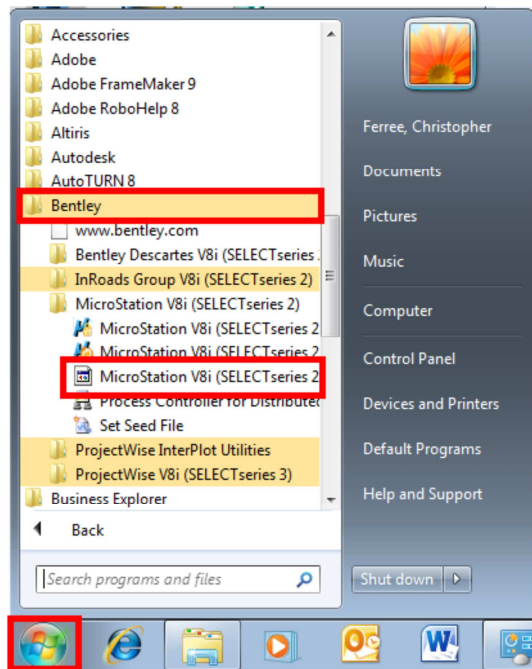 Accessories
Adobe
Adobe FrameMaker 9
Adobe RoboHelp 8
Altiris
Autodesk
AutoTURN 8
Bentley
www.bentley.com
Bentley Descartes V8i (SELECTseries
InRoads Group V8i (SELECTseries 2)
MicroStation V8i (SELECTseries 2)
MicroStation V8i (SELECTseries 2
MicroStation V8i (SELECTseries 2
MicroStation V8i (SELECTseries 2
Process Controller for Distributed
Set Seed File
ProjectWise InterPlot Utilities
ProjectWise V8i (SELECTseries 3)
Business Explorer
Back
Search programs and files
Ferree, Christopher
Documents
Pictures
Music
Computer
Control Panel
Devices and Printers
Default Programs
Help and Support
Shut down